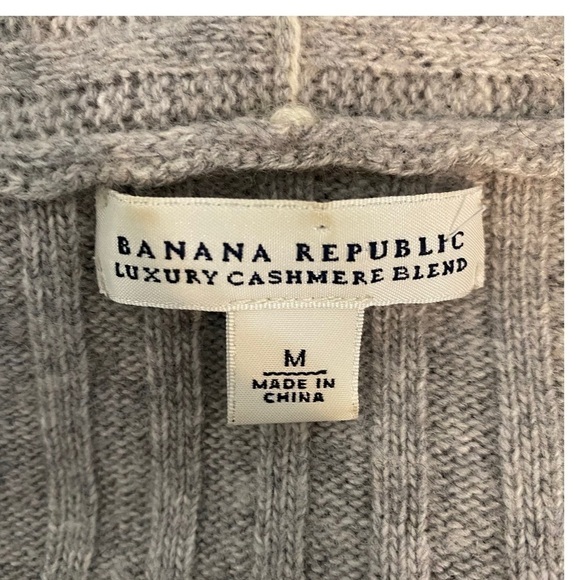 BANANA REPUBLIC
LUXURY CASHMERE BLEND
M
MADE IN
CHINA